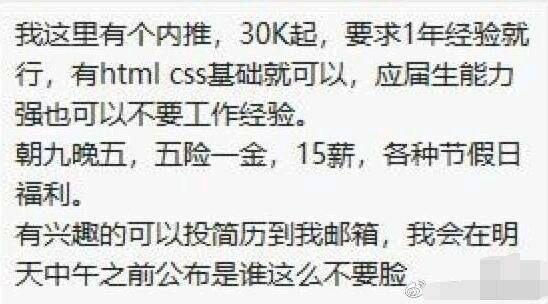 我这里有个内推，30K起，要求1年经验就
行，有html css基础就可以，应届生能力
强也可以不要工作经验。
朝九晚五，五险一金，15薪，各种节假日
福利。
有兴趣的可以投简历到我邮箱，我会在明
天中午之前公布是谁这么不要脸